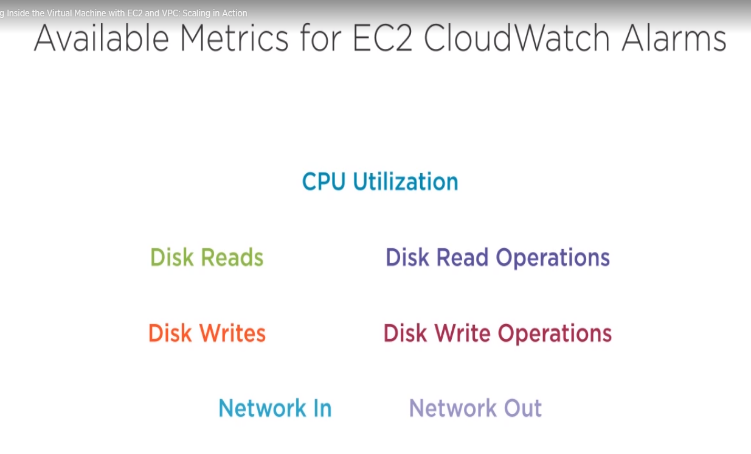 g Inside the Virtual Machine with EC2 and VPC: Scaling in Action
Available Metrics for EC2 CloudWatch Alarms
CPU Utilization
Disk Reads
Disk Read Operations
Disk Writes
Disk Write Operations
Network In
Network Out